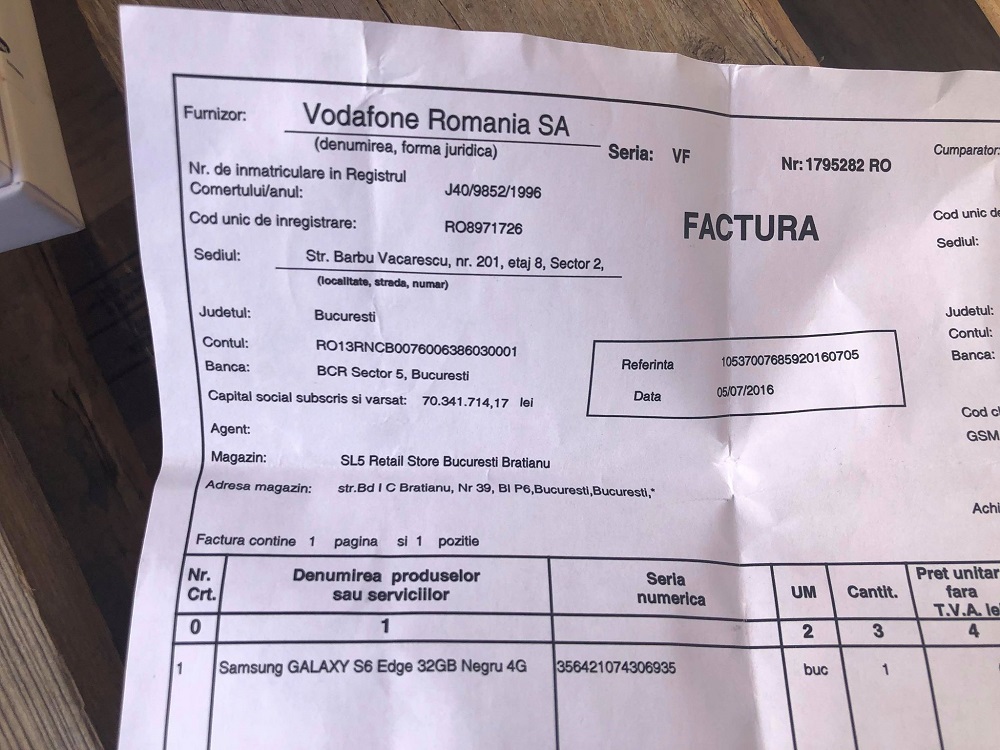 Furnizor: Vodafone Romania SA
(denumirea, forma juridica)
Seria: VF
Nr: 1795282 RO
Cumparator:
Nr. de inmatriculare in Registrul
Comertului/anul: J40/9852/1996
Cod unic de inregistrare: RO8971726
FACTURA
Cod unic de
Sediul: Str. Barbu Vacarescu, nr. 201, etaj 8, Sector 2,
(localitate, strada, numar)
Sediul:
Judetul: Bucuresti
Judetul:
Contul: RO13RNCB0076006386030001
Contul:
Banca: BCR Sector 5, Bucuresti
Banca:
Referinta 10537007685920160705
Data 05/07/2016
Capital social subscris si varsat: 70.341.714,17 lei
Cod cl
GSM
Agent:
Magazin: SL5 Retail Store Bucuresti Bratianu
Adresa magazin: str.Bd I C Bratianu, Nr 39, Bl P6,Bucuresti,Bucuresti,*
Achi
Factura contine 1 pagina si 1 pozitie
Nr. Crt.
Denumirea produselor
sau serviciilor
Seria
numerica
UM
Cantit.
Pret unitar
fara
T.V.A. le
0 1 2 3 4
1 Samsung GALAXY S6 Edge 32GB Negru 4G 356421074306935 buc 1